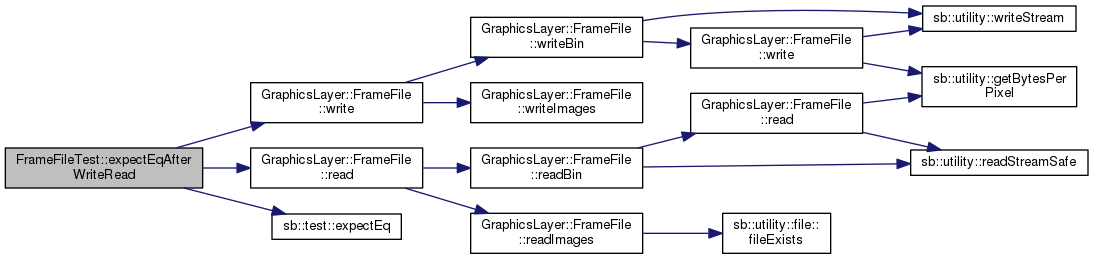 FrameFileTest::expectEqAfter
WriteRead
GraphicsLayer::FrameFile
::write
GraphicsLayer::FrameFile
::read
sb::test::expectEq
GraphicsLayer::FrameFile
::writeBin
GraphicsLayer::FrameFile
::writeImages
GraphicsLayer::FrameFile
::readBin
GraphicsLayer::FrameFile
::readImages
GraphicsLayer::FrameFile
::write
GraphicsLayer::FrameFile
::read
sb::utility::file::
fileExists
sb::utility::writeStream
sb::utility::getBytesPer
Pixel
sb::utility::readStreamSafe